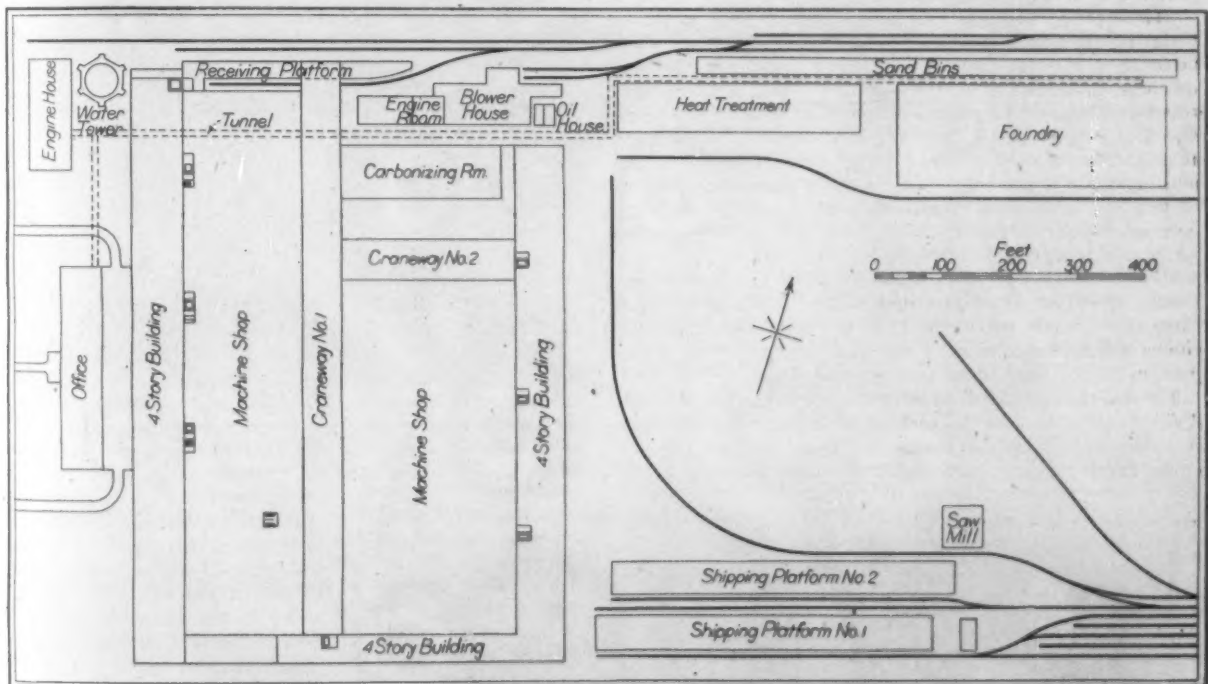 Engine House
Water
Tower
Receiving Platform
Tunnel
Engine
Room
Blower
House
Oil
House
Sand Bins
Heat Treatment
Foundry
Carbonizing Rm.
Craneway No.2
Feet
0 100 200 300 400
Office
4 Story Building
Machine Shop
Craneway No.1
Machine Shop
4 Story Building
Saw
Mill
Shipping Platform No.2
Shipping Platform No.1
4 Story Building